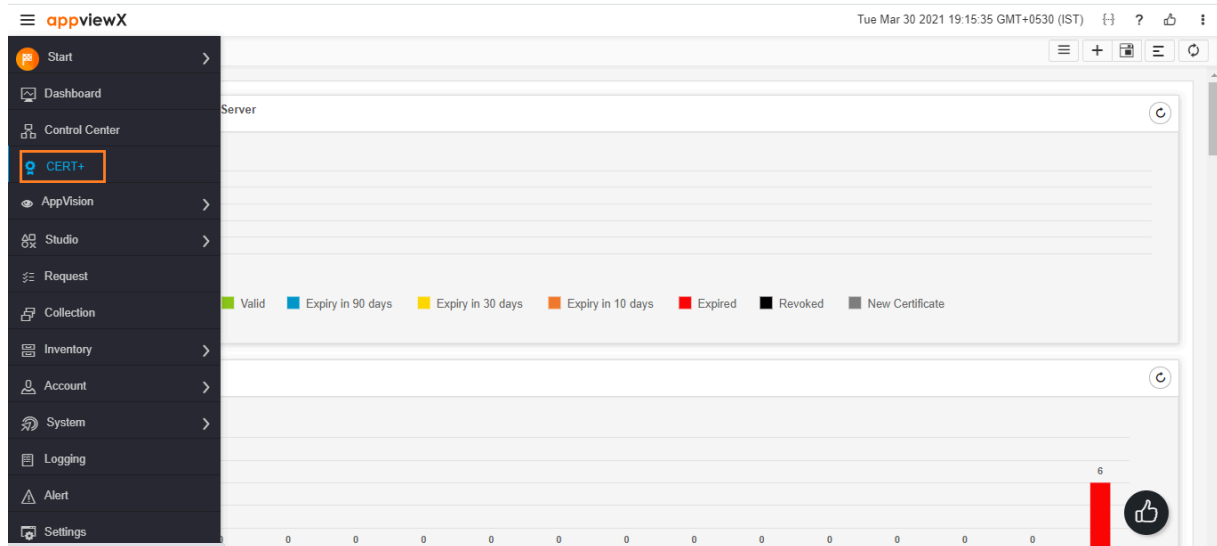 appviewX
Tue Mar 30 2021 19:15:35 GMT+0530 (IST) {··} ?
Start
Dashboard
Server
Control Center
CERT+
AppVision
Studio
Request
Valid Expiry in 90 days Expiry in 30 days Expiry in 10 days Expired Revoked New Certificate
Collection
Inventory
Account
System
Logging
6
Alert
Settings
0 0 0 0 0 0 0 0 0 0 0 0